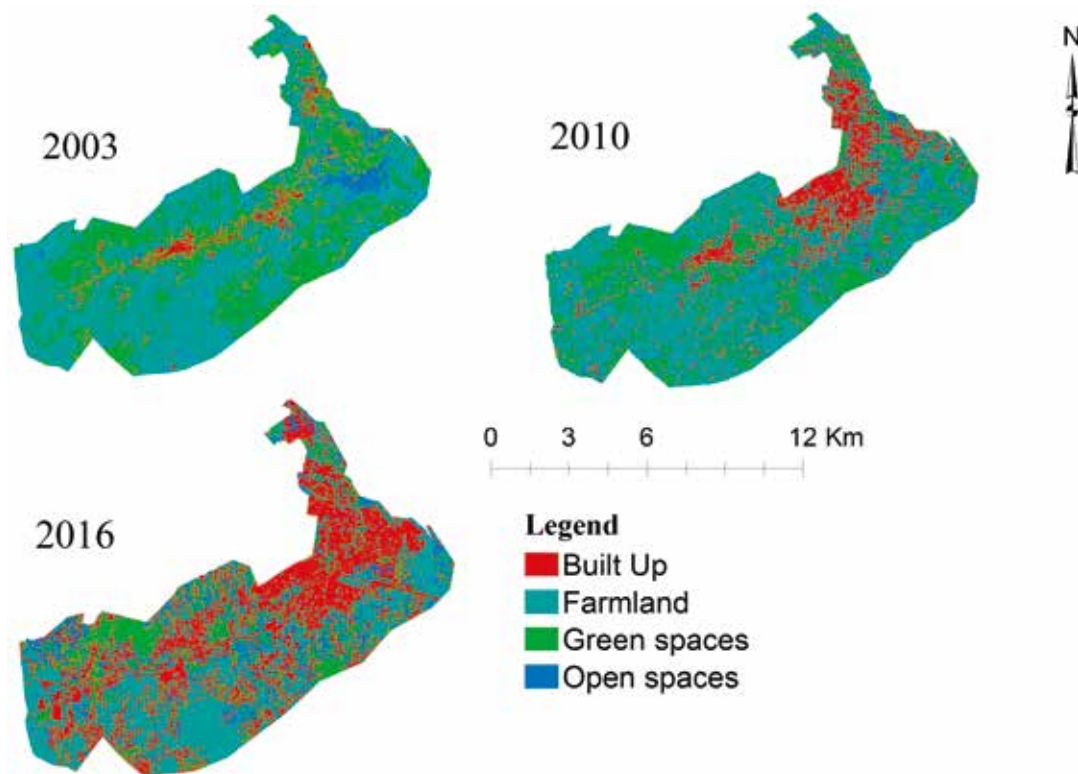 N
2003
2010
0 3 6 12 Km
2016
Legend
Built Up
Farmland
Green spaces
Open spaces